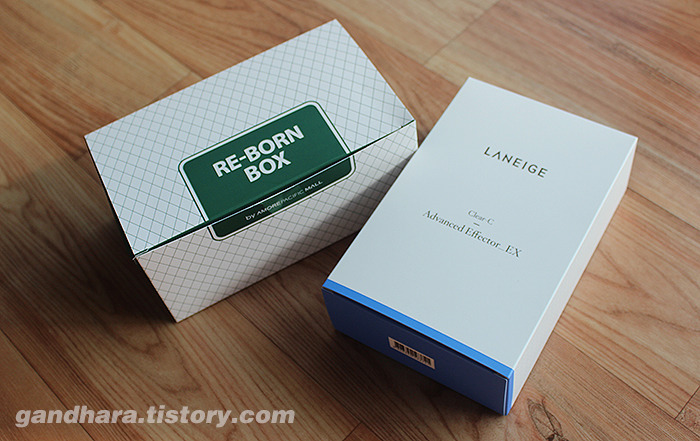 RE-BORN
BOX
by AMOREPACIFIC MALL
LANEIGE
Clear-C
Advanced Effector_EX
gandhara.tistory.com